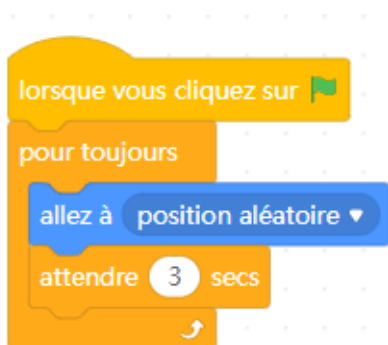 lorsque vous cliquez sur
pour toujours
allez à position aléatoire
attendre 3 secs